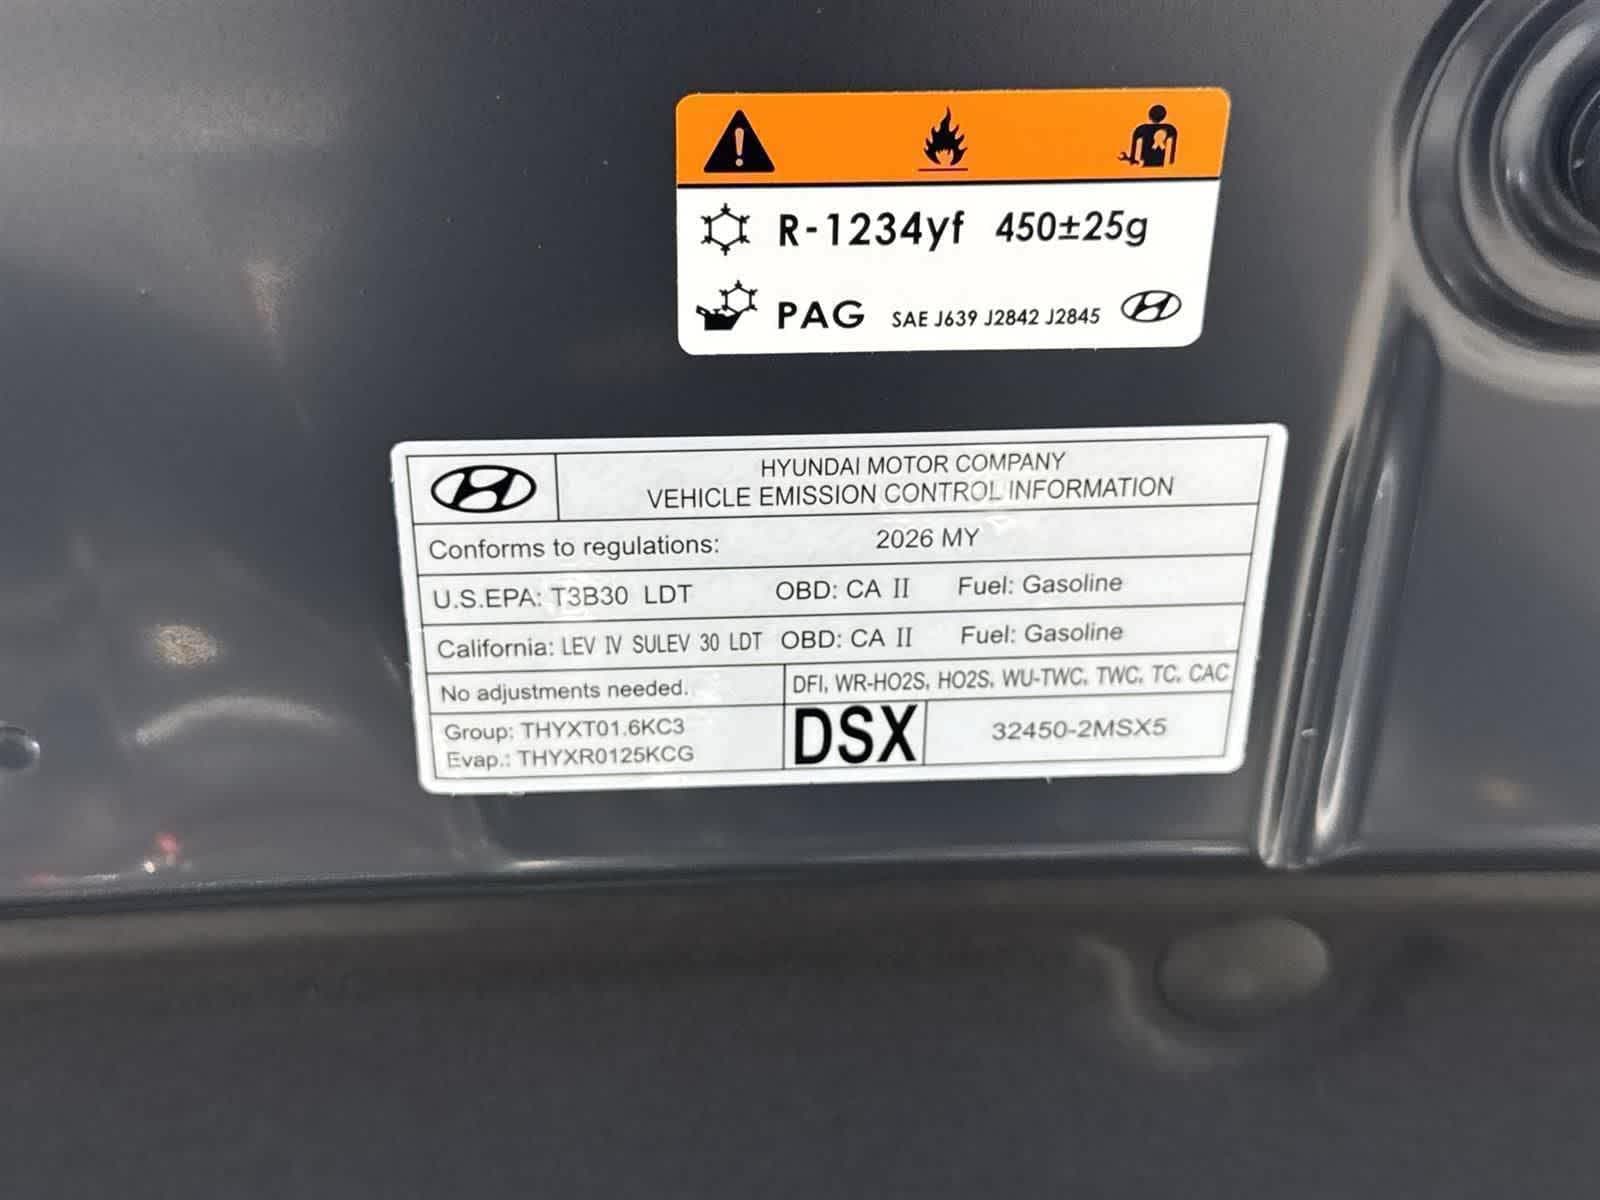 R-1234yf 450±25g
PAG SAE J639 J2842 J2845
HYUNDAI MOTOR COMPANY
VEHICLE EMISSION CONTROL INFORMATION
Conforms to regulations: 2026 MY
U.S.EPA: T3B30 LDT OBD: CA II Fuel: Gasoline
California: LEV IV SULEV 30 LDT OBD: CA II Fuel: Gasoline
No adjustments needed. DFI, WR-HO2S, HO2S, WU-TWC, TWC, TC, CAC
Group: THYXT01.6KC3
Evap.: THYXR0125KCG
DSX 32450-2MSX5